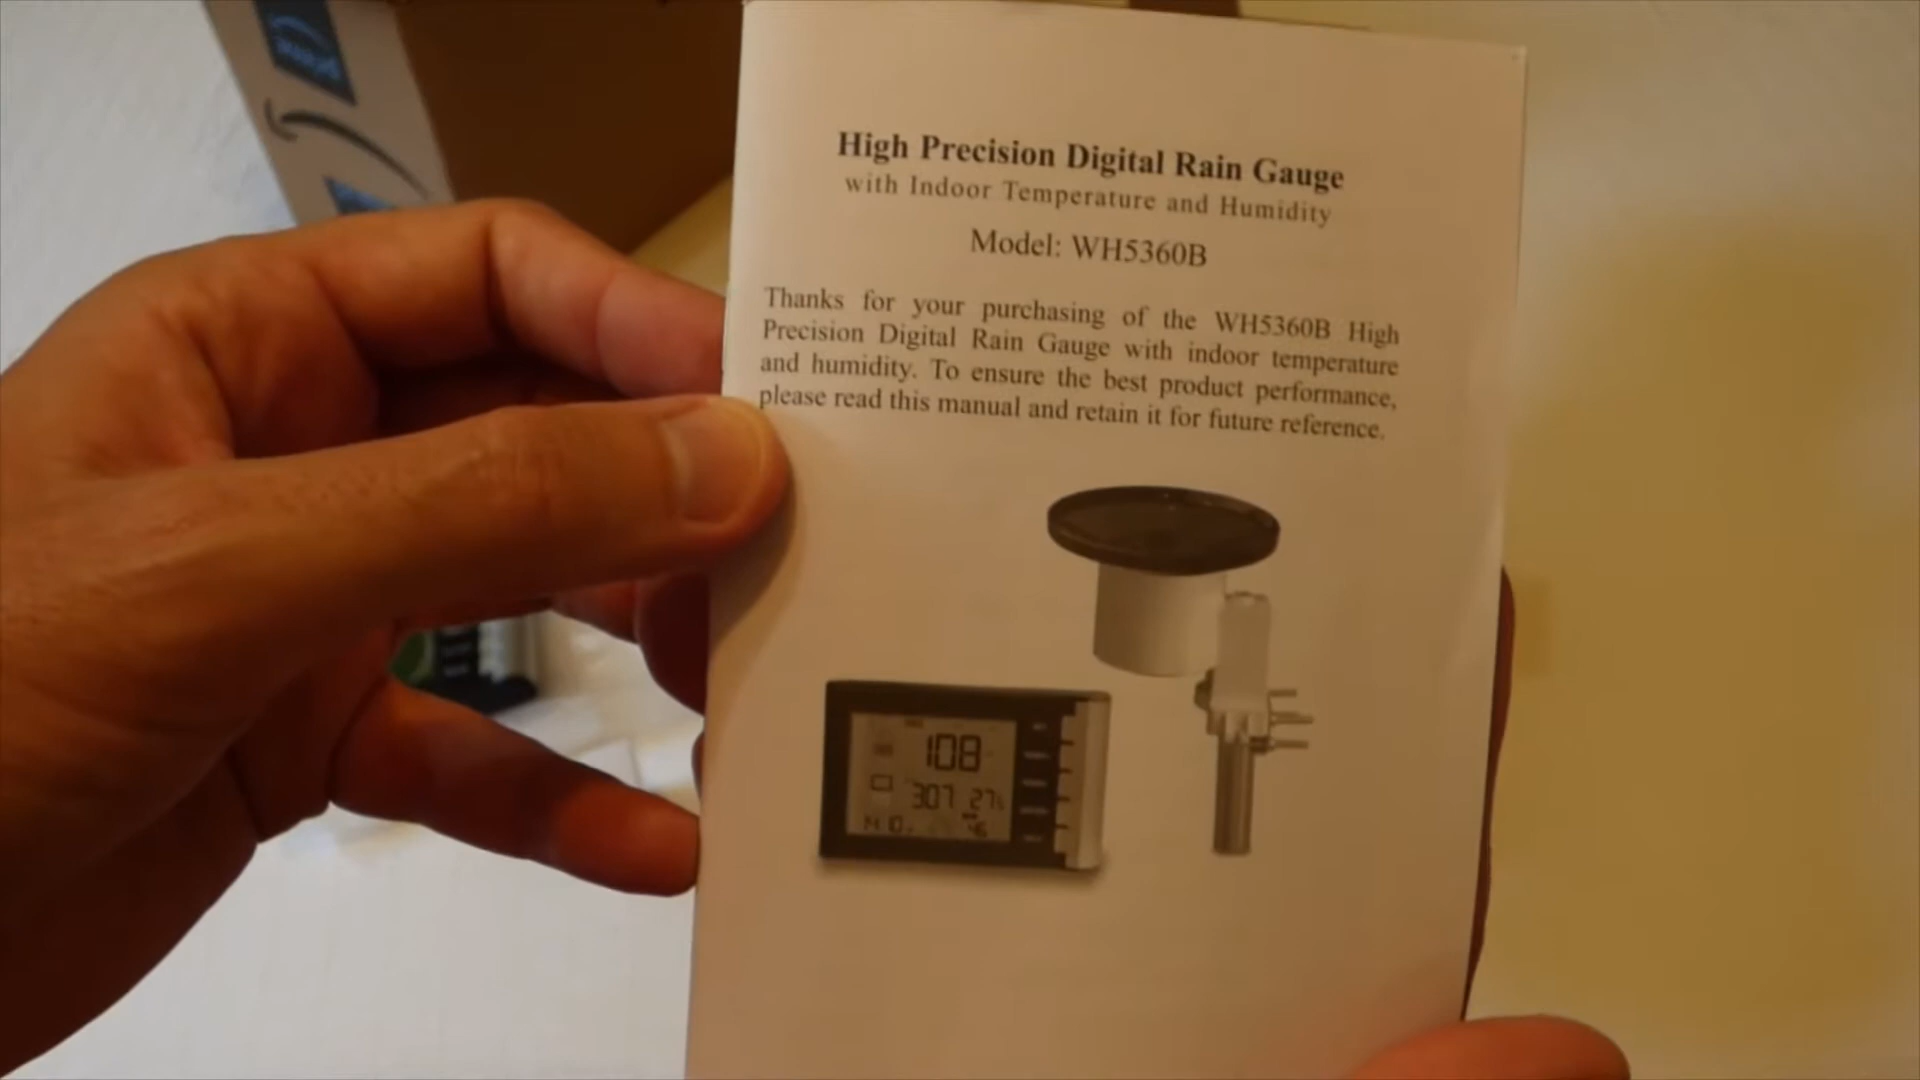 High Precision Digital Rain Gauge
with Indoor Temperature and Humidity
Model: WH5360B
Thanks for your purchasing of the WH5360B High
Precision Digital Rain Gauge with indoor temperature
and humidity. To ensure the best product performance,
please read this manual and retain it for future reference.
108
307 27%